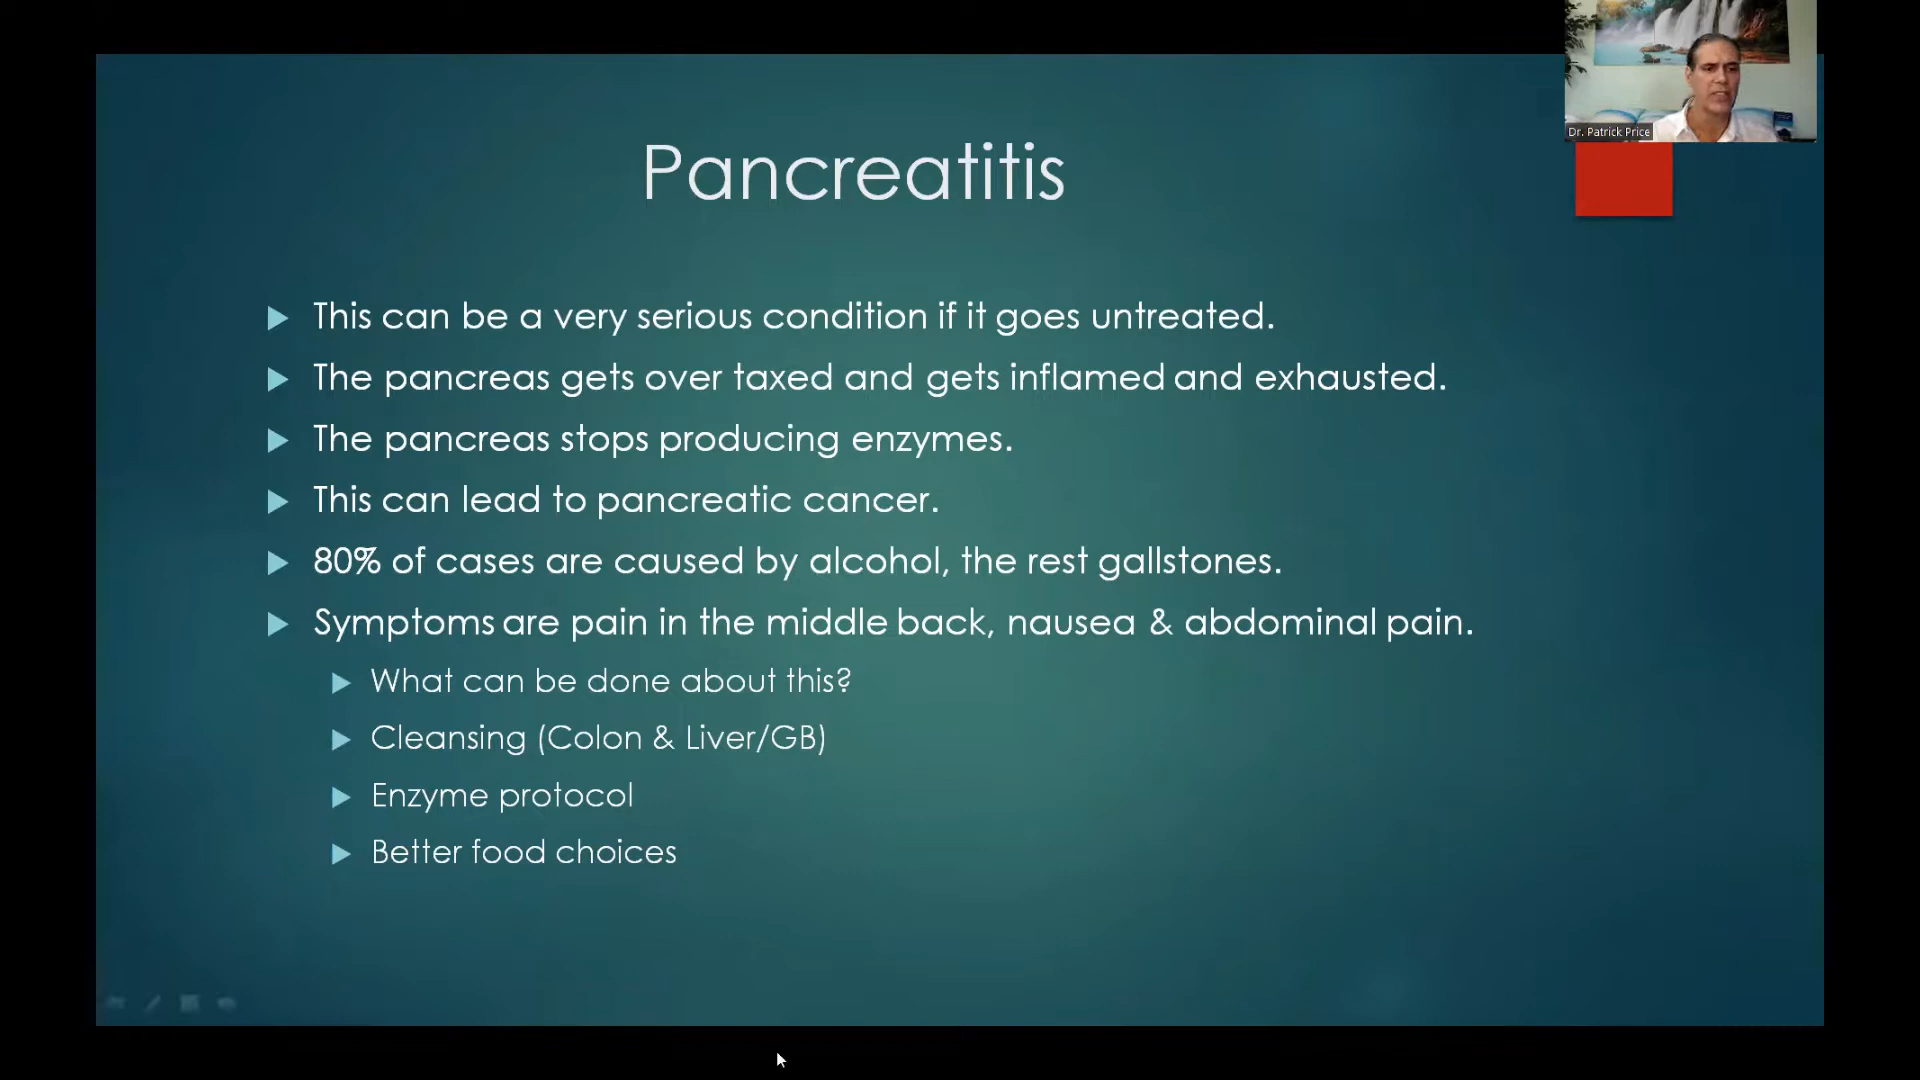 Dr. Patrick Price
Pancreatitis
This can be a very serious condition if it goes untreated.
The pancreas gets over taxed and gets inflamed and exhausted.
The pancreas stops producing enzymes.
This can lead to pancreatic cancer.
80% of cases are caused by alcohol, the rest gallstones.
Symptoms are pain in the middle back, nausea & abdominal pain.
What can be done about this?
Cleansing (Colon & Liver/GB)
Enzyme protocol
Better food choices